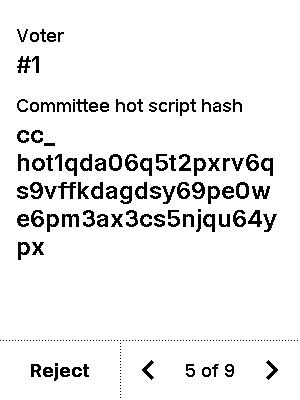 Voter
#1
Committee hot script hash
cc_
hot1qda06q5t2pxrv6q
s9vffkdagdsy69pe0w
e6pm3ax3cs5njqu64y
px
Reject
5 of 9